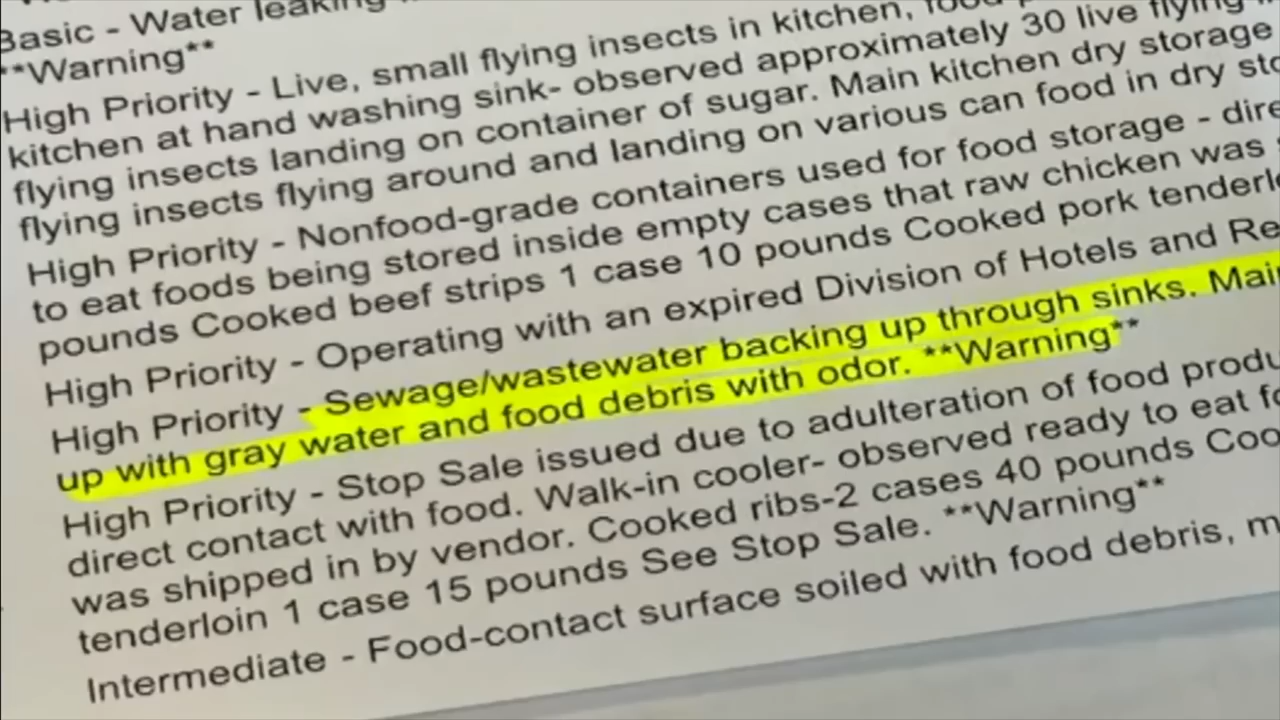 Basic - Water leaking
**Warning**
High Priority - Live, small flying insects in kitchen,
kitchen at hand washing sink- observed approximately 30 live flying
flying insects landing on container of sugar. Main kitchen dry storage
flying insects flying around and landing on various can food in dry
High Priority - Nonfood-grade containers used for food storage -
to eat foods being stored inside empty cases that raw chicken was
pounds Cooked beef strips 1 case 10 pounds Cooked pork
High Priority - Operating with an expired Division of Hotels and
High Priority - Sewage/wastewater backing up through sinks.
up with gray water and food debris with odor. **Warning**
High Priority - Stop Sale issued due to adulteration of food
direct contact with food. Walk-in cooler- observed ready to eat
was shipped in by vendor. Cooked ribs-2 cases 40 pounds
tenderloin 1 case 15 pounds See Stop Sale. **Warning**
Intermediate - Food-contact surface soiled with food debris,